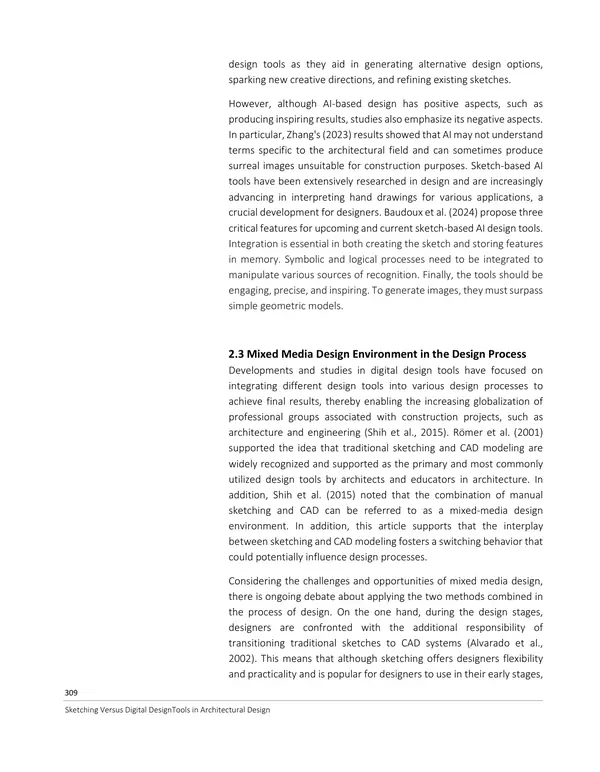 design tools as they aid in generating alternative design options,
sparking new creative directions, and refining existing sketches.
However, although AI-based design has positive aspects, such as
producing inspiring results, studies also emphasize its negative aspects.
In particular, Zhang's (2023) results showed that AI may not understand
terms specific to the architectural field and can sometimes produce
surreal images unsuitable for construction purposes. Sketch-based AI
tools have been extensively researched in design and are increasingly
advancing in interpreting hand drawings for various applications, a
crucial development for designers. Baudoux et al. (2024) propose three
critical features for upcoming and current sketch-based AI design tools.
Integration is essential in both creating the sketch and storing features
in memory. Symbolic and logical processes need to be integrated to
manipulate various sources of recognition. Finally, the tools should be
engaging, precise, and inspiring. To generate images, they must surpass
simple geometric models.
2.3 Mixed Media Design Environment in the Design Process
Developments and studies in digital design tools have focused on
integrating different design tools into various design processes to
achieve final results, thereby enabling the increasing globalization of
professional groups associated with construction projects, such as
architecture and engineering (Shih et al., 2015). Römer et al. (2001)
supported the idea that traditional sketching and CAD modeling are
widely recognized and supported as the primary and most commonly
utilized design tools by architects and educators in architecture. In
addition, Shih et al. (2015) noted that the combination of manual
sketching and CAD can be referred to as a mixed-media design
environment. In addition, this article supports that the interplay
between sketching and CAD modeling fosters a switching behavior that
could potentially influence design processes.
Considering the challenges and opportunities of mixed media design,
there is ongoing debate about applying the two methods combined in
the process of design. On the one hand, during the design stages,
designers are confronted with the additional responsibility of
transitioning traditional sketches to CAD systems (Alvarado et al.,
2002). This means that although sketching offers designers flexibility
and practicality and is popular for designers to use in their early stages,
309
Sketching Versus Digital DesignTools in Architectural Design